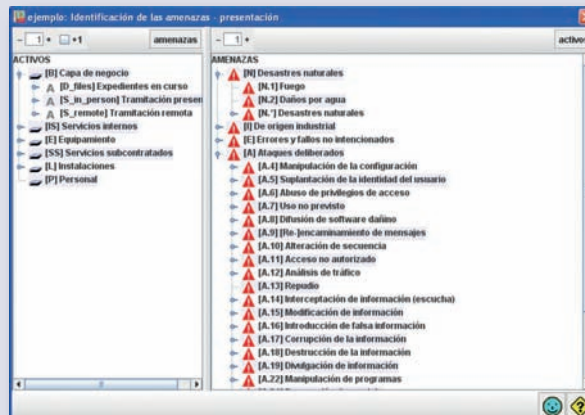 ejemplo: Identificación de las amenazas - presentación
- 1 + +1 amenazas
- 1 + activos
ACTIVOS
[B] Capa de negocio
A [D_files] Expedientes en curso
A [S_in_person] Tramitación presen
A [S_remote] Tramitación remota
[IS] Servicios internos
[E] Equipamiento
[SS] Servicios subcontratados
[L] Instalaciones
[P] Personal
AMENAZAS
[N] Desastres naturales
[N.1] Fuego
[N.2] Daños por agua
[N.*] Desastres naturales
[I] De origen industrial
[E] Errores y fallos no intencionados
[A] Ataques deliberados
[A.4] Manipulación de la configuración
[A.5] Suplantación de la identidad del usuario
[A.6] Abuso de privilegios de acceso
[A.7] Uso no previsto
[A.8] Difusión de software dañino
[A.9] [Re-]encaminamiento de mensajes
[A.10] Alteración de secuencia
[A.11] Acceso no autorizado
[A.12] Análisis de tráfico
[A.13] Repudio
[A.14] Interceptación de información (escucha)
[A.15] Modificación de información
[A.16] Introducción de falsa información
[A.17] Corrupción de la información
[A.18] Destrucción de la información
[A.19] Divulgación de información
[A.22] Manipulación de programas